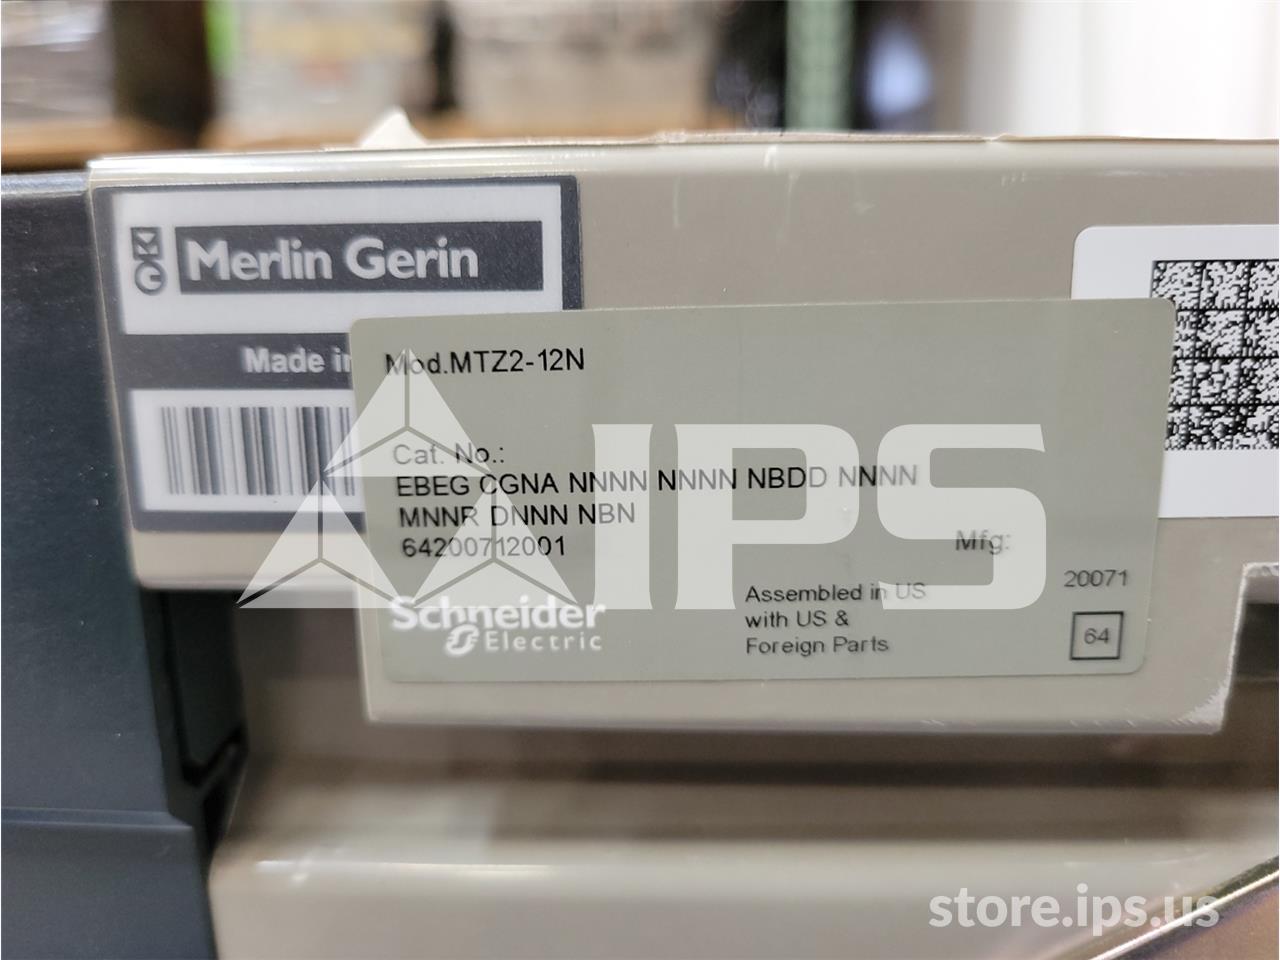 Merlin Gerin
Made in
Mod.MTZ2-12N
Cat. No.:
EBEG CGNA NNNN NNNN NBDD NNNN
MNNR DNNN NBN
64200712001
Mfg:
20071
64
Schneider
Electric
Assembled in US
with US &
Foreign Parts
IPS
store.ips.us